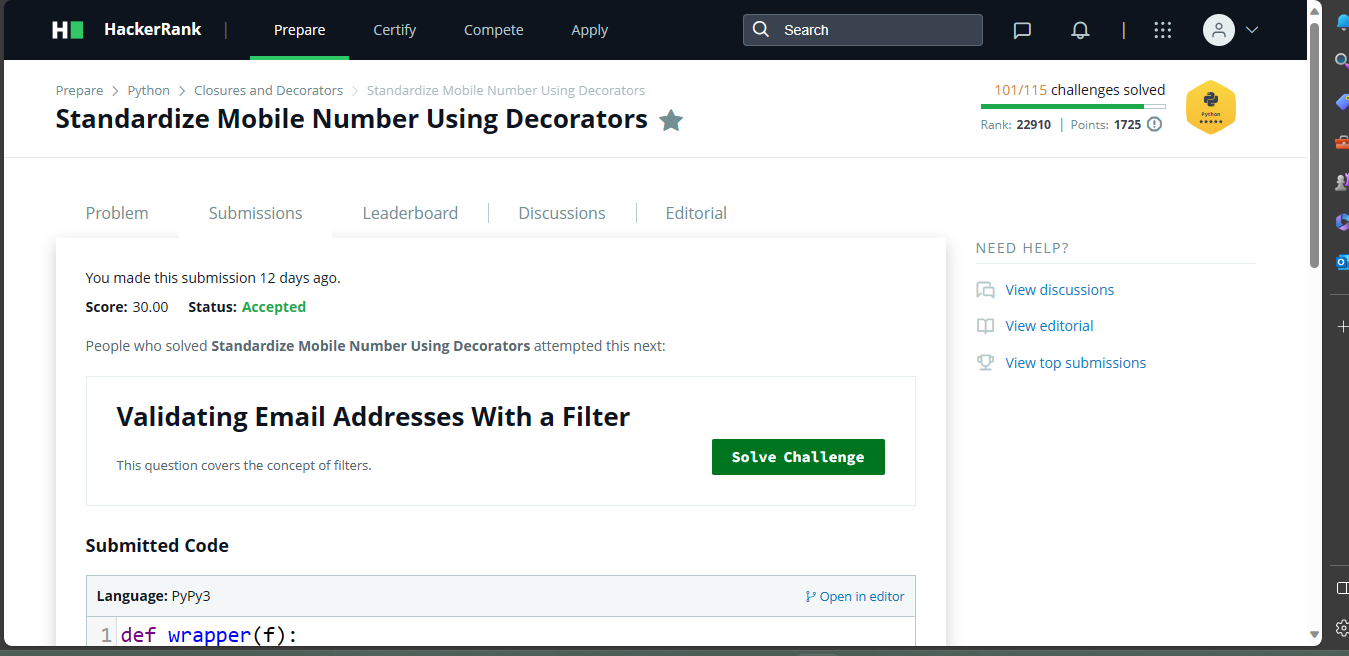 HackerRank | Prepare Certify Compete Apply Search
Prepare > Python > Closures and Decorators > Standardize Mobile Number Using Decorators
Standardize Mobile Number Using Decorators
101/115 challenges solved
Rank: 22910 | Points: 1725
Python
Problem Submissions Leaderboard Discussions Editorial
You made this submission 12 days ago.
Score: 30.00 Status: Accepted
People who solved Standardize Mobile Number Using Decorators attempted this next:
Validating Email Addresses With a Filter
This question covers the concept of filters.
Solve Challenge
Submitted Code
Language: PyPy3
Open in editor
1 def wrapper(f):
NEED HELP?
View discussions
View editorial
View top submissions